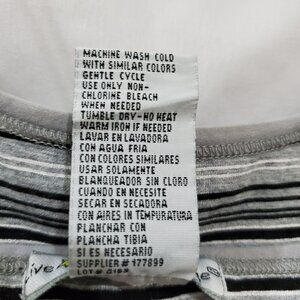 MACHINE WASH COLD
WITH SIMILAR COLORS
GENTLE CYCLE
USE ONLY NON-
CHLORINE BLEACH
WHEN NEEDED
TUMBLE DRY-NO HEAT
WARM IRON IF NEEDED
LAVAR EN LAVADORA
CON AGUA FRIA
CON COLORES SIMILARES
USAR SOLAMENTE
BLANQUEADOR SIN CLORO
CUANDO EN NECESITE
SECAR EN SECADORA
CON AIRES IN TEMPURATURA
PLANCHAR CON
PLANCHA TIBIA
SI ES NECESARIO
SUPPLIER # 177899
LOT #